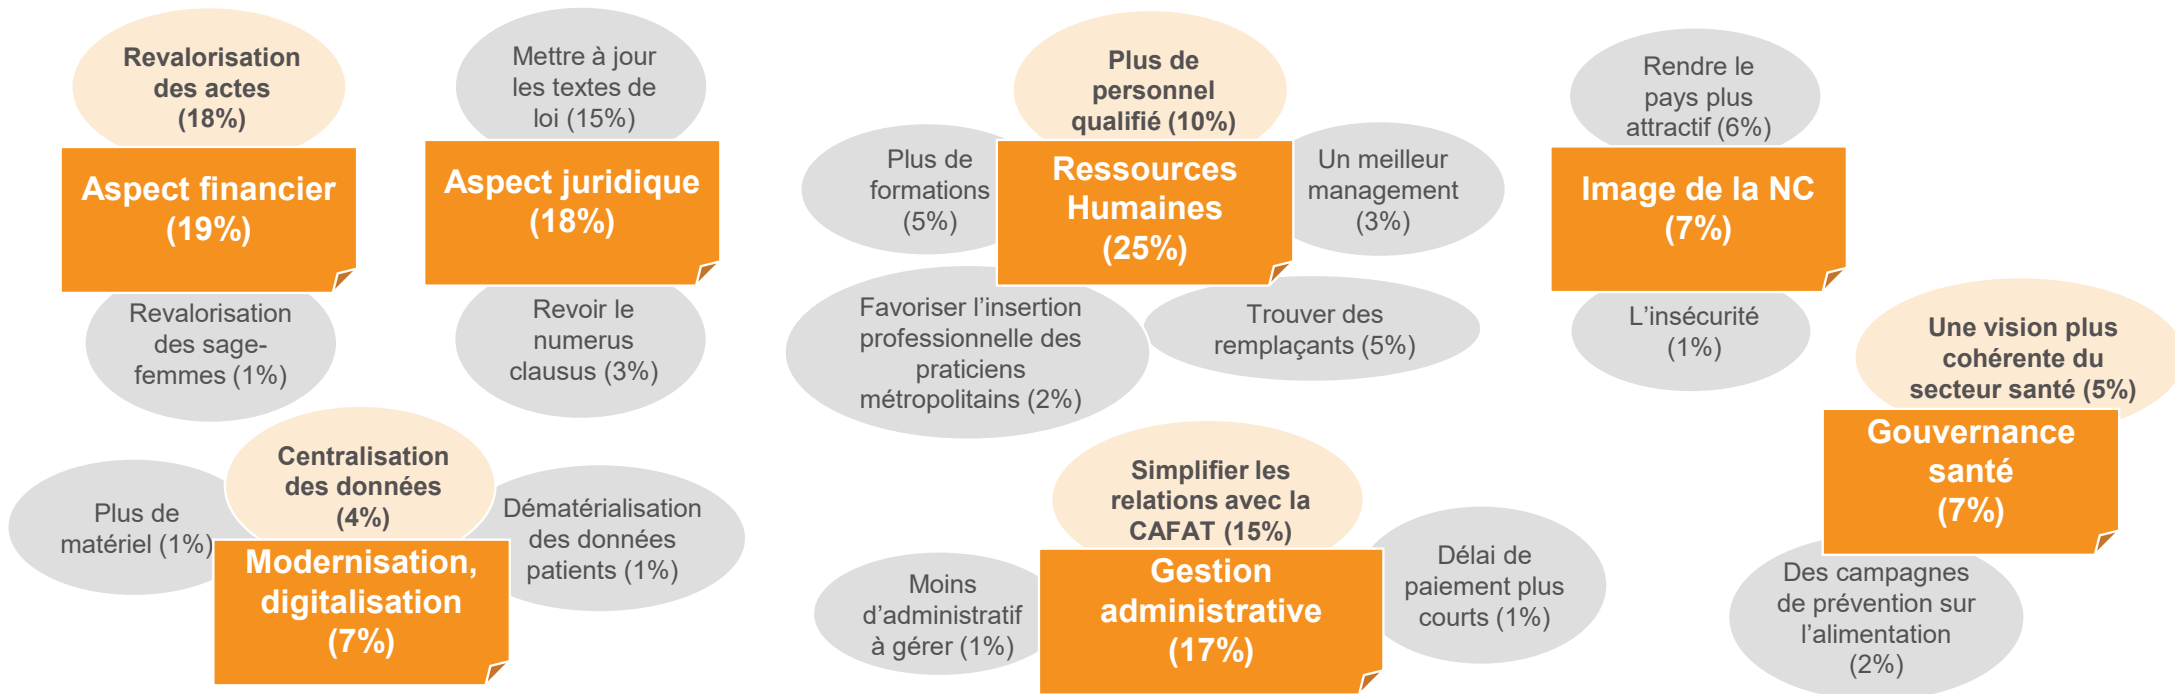 Revalorisation
des actes
(18%)
Aspect financier
(19%)
Revalorisation
des sage-
femmes (1%)
Mettre à jour
les textes de
loi (15%)
Aspect juridique
(18%)
Revoir le
numerus
clausus (3%)
Plus de
personnel
qualifié (10%)
Plus de
formations
(5%)
Ressources
Humaines
(25%)
Un meilleur
management
(3%)
Favoriser l’insertion
professionnelle des
praticiens
métropolitains (2%)
Trouver des
remplaçants (5%)
Rendre le
pays plus
attractif (6%)
Image de la NC
(7%)
L’insécurité
(1%)
Une vision plus
cohérente du
secteur santé (5%)
Gouvernance
santé
(7%)
Des campagnes
de prévention sur
l’alimentation
(2%)
Centralisation
des données
(4%)
Plus de
matériel (1%)
Modernisation,
digitalisation
(7%)
Dématérialisation
des données
patients (1%)
Simplifier les
relations avec la
CAFAT (15%)
Moins
d’administratif
à gérer (1%)
Gestion
administrative
(17%)
Délai de
paiement plus
courts (1%)